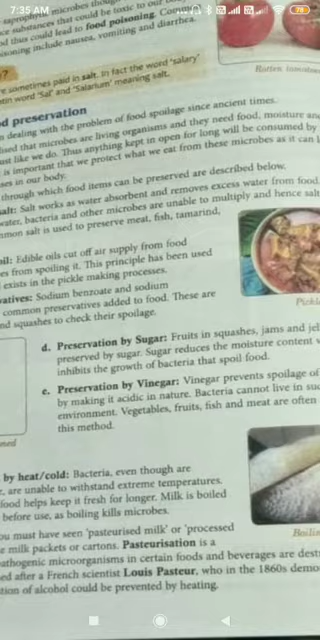 7:35 AM
saprophytic microbes though
ce substances that could be toxic to our
d thus could lead to food poisoning. Common
isoning include nausea, vomiting and diarrhea.
Rotten tomatoes
?
e sometimes paid in salt. In fact the word 'salary'
tin word 'Sal' and 'Salarium' meaning salt.
d preservation
n dealing with the problem of food spoilage since ancient times.
ised that microbes are living organisms and they need food, moisture an
ust like we do. Thus anything kept in open for long will be consumed by
is important that we protect what we eat from these microbes as it can l
ses in our body.
through which food items can be preserved are described below.
alt: Salt works as water absorbent and removes excess water from food.
water, bacteria and other microbes are unable to multiply and hence salt
mmon salt is used to preserve meat, fish, tamarind,
oil: Edible oils cut off air supply from food
es from spoiling it. This principle has been used
exists in the pickle making processes.
vatives: Sodium benzoate and sodium
common preservatives added to food. These are
nd squashes to check their spoilage.
Pickl
d. Preservation by Sugar: Fruits in squashes, jams and jel
preserved by sugar. Sugar reduces the moisture content
inhibits the growth of bacteria that spoil food.
e. Preservation by Vinegar: Vinegar prevents spoilage of
by making it acidic in nature. Bacteria cannot live in suc
environment. Vegetables, fruits, fish and meat are often
this method.
med
by heat/cold: Bacteria, even though are
, are unable to withstand extreme temperatures.
food helps keep it fresh for longer. Milk is boiled
before use, as boiling kills microbes.
ou must have seen 'pasteurised milk' or 'processed
e milk packets or cartons. Pasteurisation is a
athogenic microorganisms in certain foods and beverages are dest
ed after a French scientist Louis Pasteur, who in the 1860s demo
tion of alcohol could be prevented by heating.
Boilin